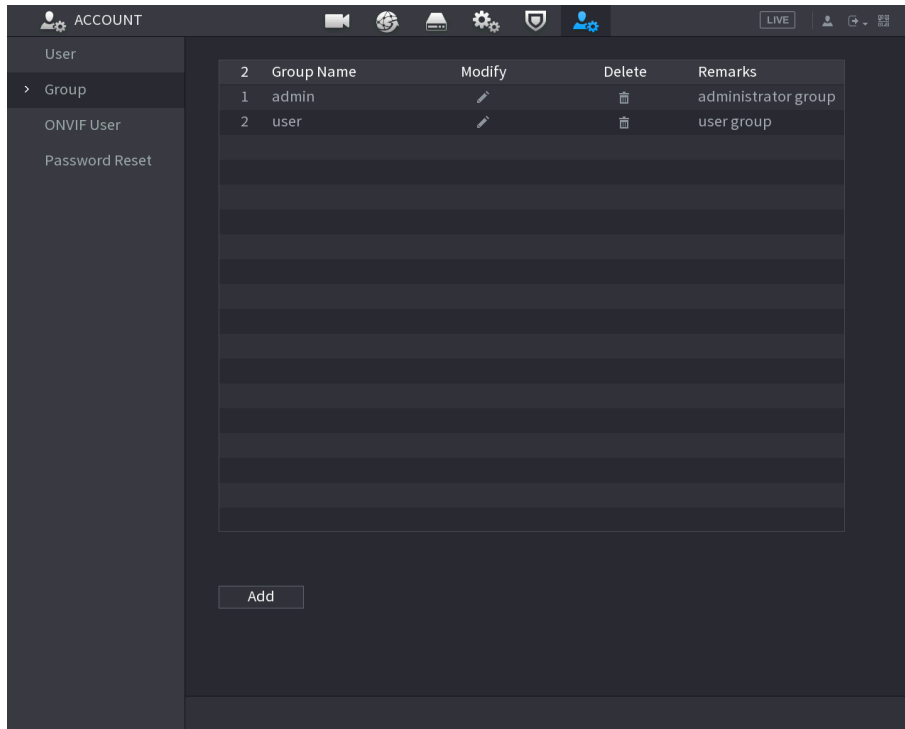 ACCOUNT LIVE
User
Group
ONVIF User
Password Reset
2 Group Name Modify Delete Remarks
1 admin administrator group
2 user user group
Add